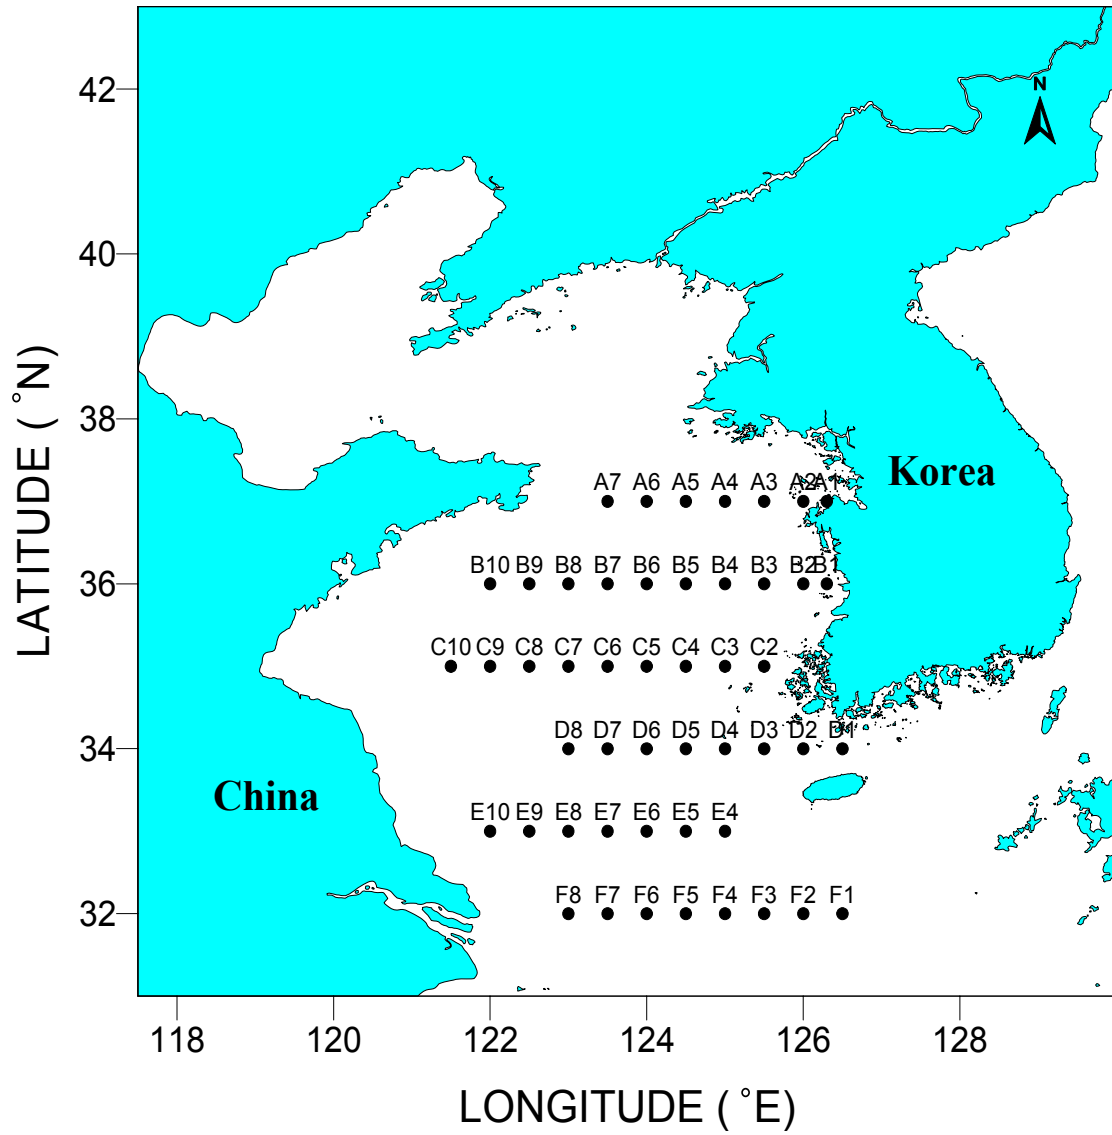 42
N
40
38
Korea
A7 A6 A5 A4 A3 A2 A1
B10 B9 B8 B7 B6 B5 B4 B3 B2 B1
36
C10 C9 C8 C7 C6 C5 C4 C3 C2
D8 D7 D6 D5 D4 D3 D2 D1
34
China
E10 E9 E8 E7 E6 E5 E4
F8 F7 F6 F5 F4 F3 F2 F1
32
LATITUDE ( °N)
118 120 122 124 126 128
LONGITUDE ( °E)